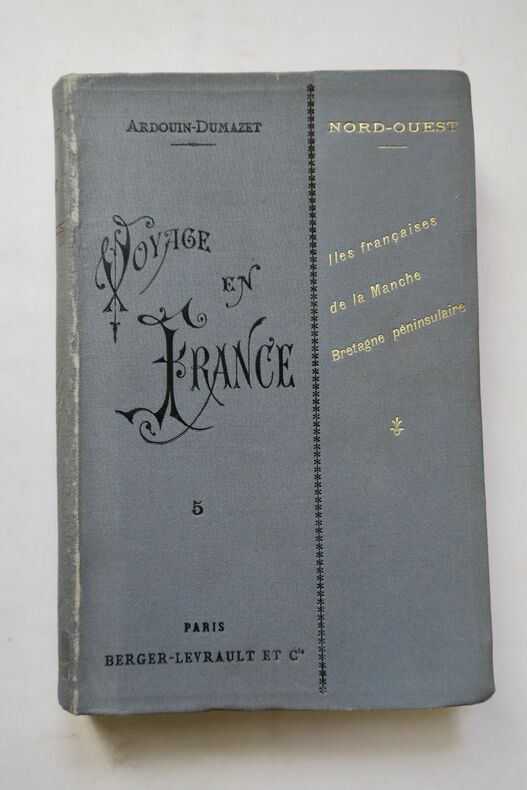 ARDOUIN-DUMAZET
VOYAGE
EN
FRANCE
5
PARIS
BERGER-LEVRAULT ET Cie
NORD-OUEST
Iles françaises
de la Manche
Bretagne péninsulaire